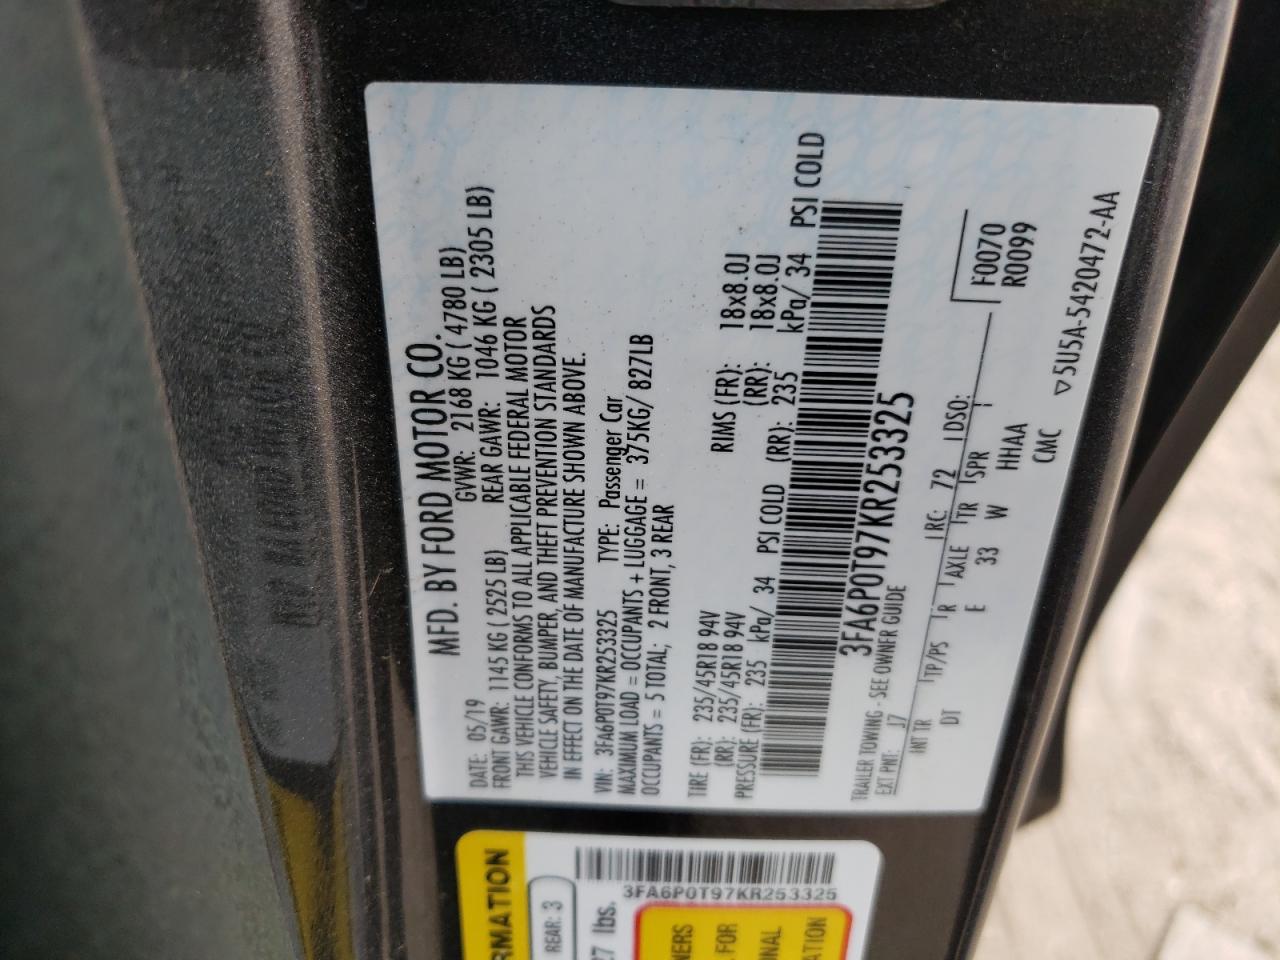 MFD. BY FORD MOTOR CO.
DATE: 05/19 GVWR: 2168 KG ( 4780 LB)
FRONT GAWR: 1145 KG ( 2525 LB) REAR GAWR: 1046 KG ( 2305 LB)
THIS VEHICLE CONFORMS TO ALL APPLICABLE FEDERAL MOTOR
VEHICLE SAFETY, BUMPER, AND THEFT PREVENTION STANDARDS
IN EFFECT ON THE DATE OF MANUFACTURE SHOWN ABOVE.
VIN: 3FA6P0T97KR253325 TYPE: Passenger Car
MAXIMUM LOAD = OCCUPANTS + LUGGAGE = 375KG/ 827LB
OCCUPANTS = 5 TOTAL; 2 FRONT, 3 REAR
TIRE (FR): 235/45R18 94V RIMS (FR): 18x8.0J
(RR): 235/45R18 94V (RR): 18x8.0J
PRESSURE (FR): 235 kPa/ 34 PSI COLD (RR): 235 kPa/ 34 PSI COLD
3FA6P0T97KR253325
TRAILER TOWING - SEE OWNER GUIDE
EXT PNT: J7 RC: 72 DSO: F0070
INT TR TP/PS R AXLE TR SPR R0099
DT E 33 W HHAA
CMC
5U5A-5420472-AA
RMATION
REAR: 3
27 lbs.
3FA6P0T97KR253325
NERS
FOR
NAL
ATION